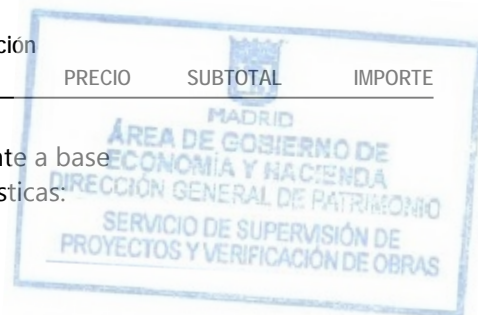 ción
PRECIO SUBTOTAL IMPORTE
MADRID
ÁREA DE GOBIERNO DE
nte a base
ECONOMÍA Y HACIENDA
sticas:
DIRECCIÓN GENERAL DE PATRIMONIO
SERVICIO DE SUPERVISIÓN DE
PROYECTOS Y VERIFICACIÓN DE OBRAS